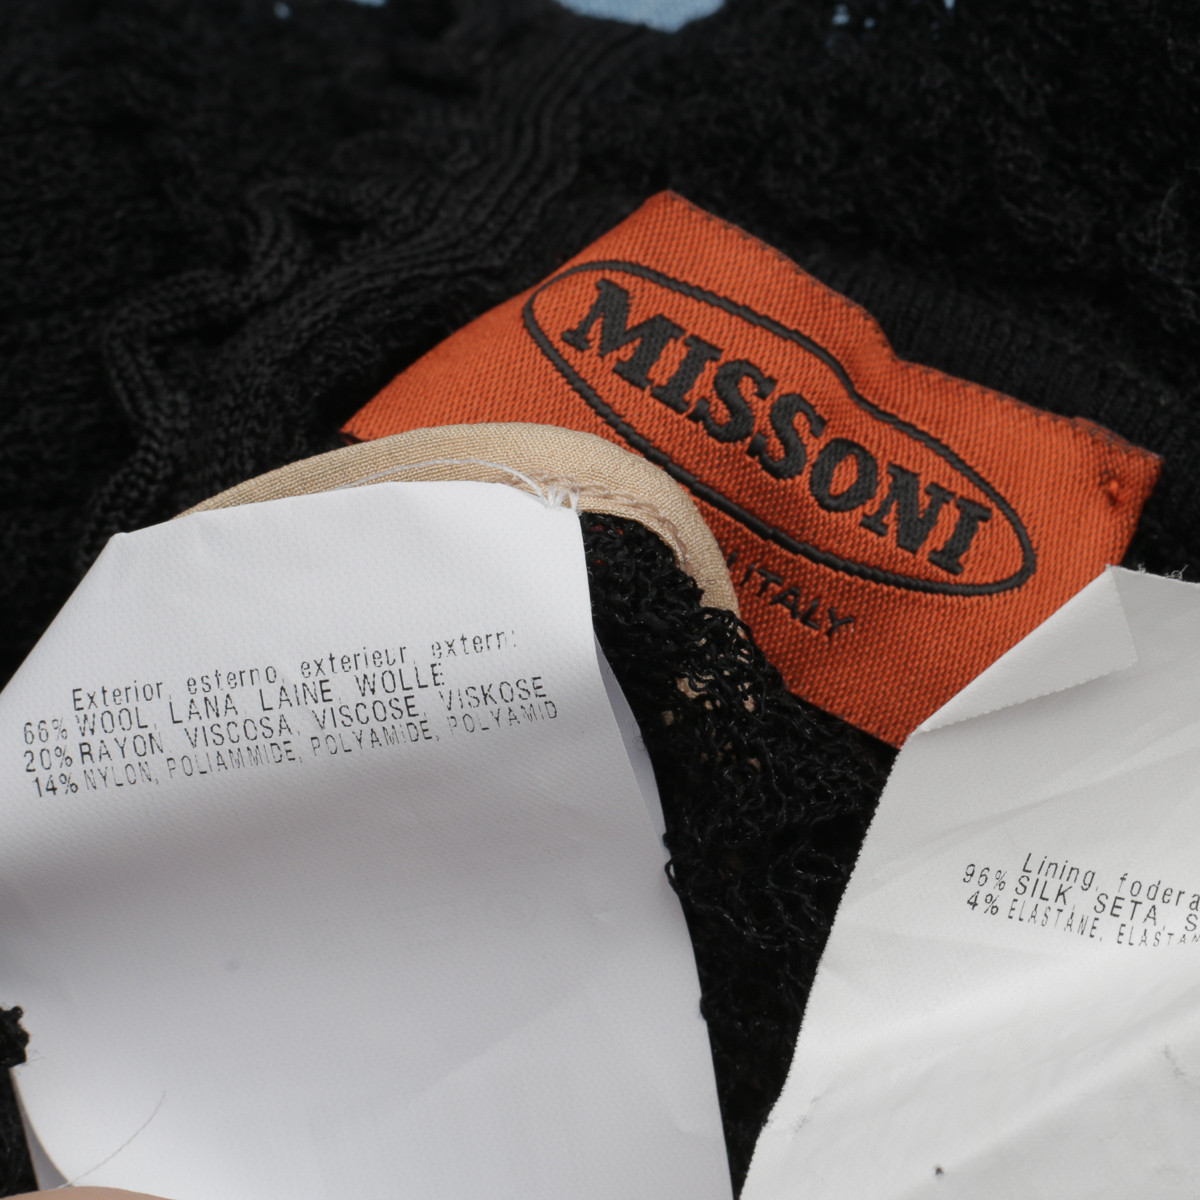 MISSONI
ITALY
Exterior, esterno, exterieur, extern:
66% WOOL, LANA, LAINE, WOLLE
20% RAYON, VISCOSA, VISCOSE, VISKOSE
14% NYLON, POLIAMMIDE, POLYAMIDE, POLYAMID
Lining, fodera
96% SILK, SETA, S
4% ELASTANE, ELASTAN